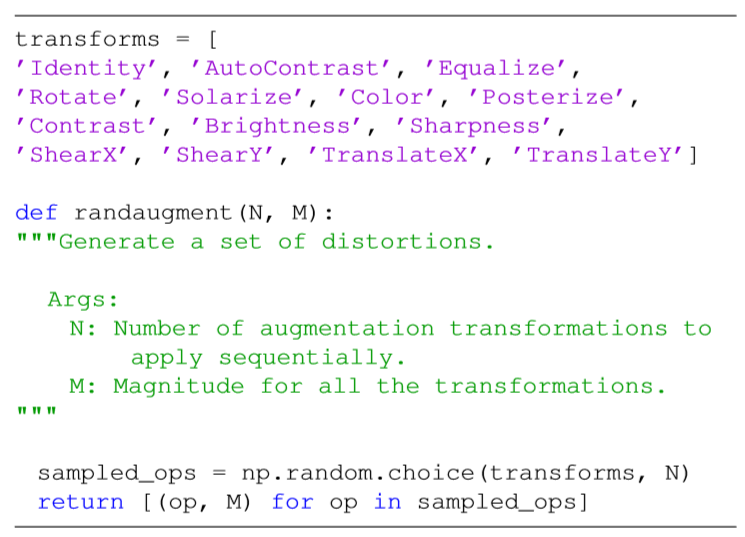 transforms = [
'Identity', 'AutoContrast', 'Equalize',
'Rotate', 'Solarize', 'Color', 'Posterize',
'Contrast', 'Brightness', 'Sharpness',
'ShearX', 'ShearY', 'TranslateX', 'TranslateY']
def randaugment(N, M):
"""Generate a set of distortions.
Args:
N: Number of augmentation transformations to
apply sequentially.
M: Magnitude for all the transformations.
"""
sampled_ops = np.random.choice(transforms, N)
return [(op, M) for op in sampled_ops]